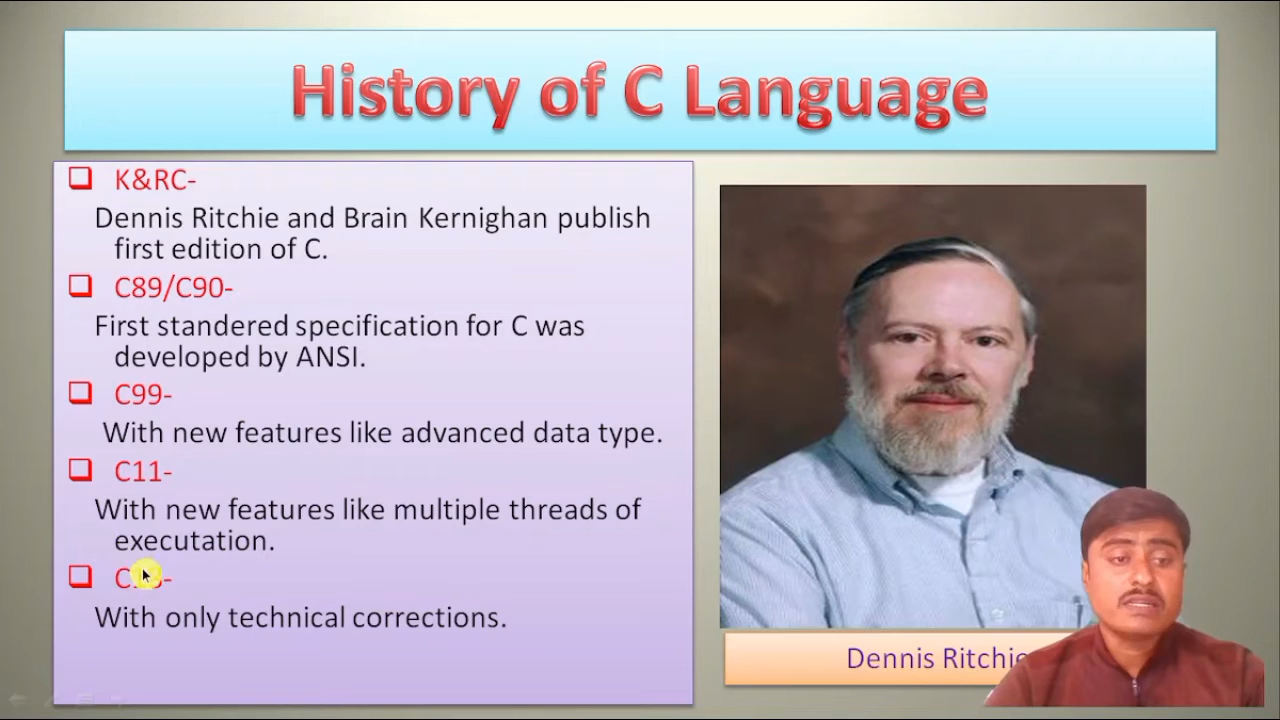 History of C Language
K&RC-
Dennis Ritchie and Brain Kernighan publish
first edition of C.
C89/C90-
First standered specification for C was
developed by ANSI.
C99-
With new features like advanced data type.
C11-
With new features like multiple threads of
executation.
With only technical corrections.
Dennis Ritchie